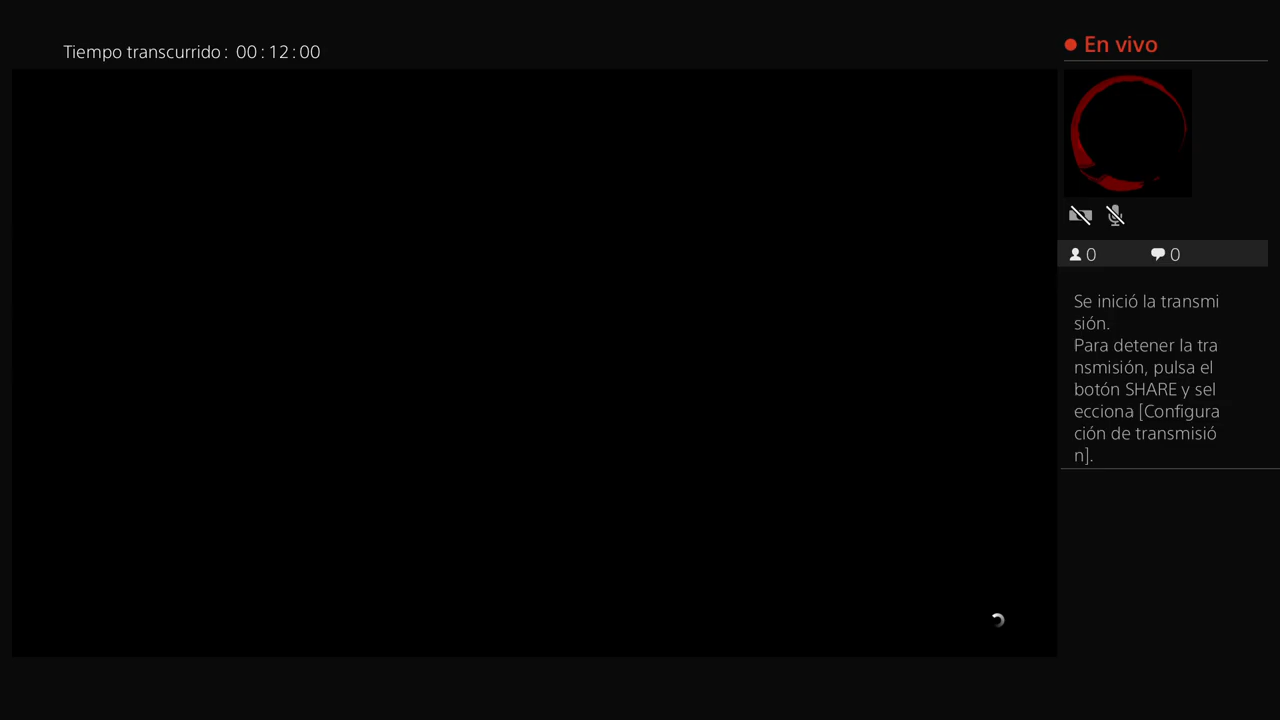 Tiempo transcurrido : 00 : 12 : 00
En vivo
0
0
Se inició la transmi
sión.
Para detener la tra
nsmisión, pulsa el
botón SHARE y sel
ecciona [Configura
ción de transmisió
n].